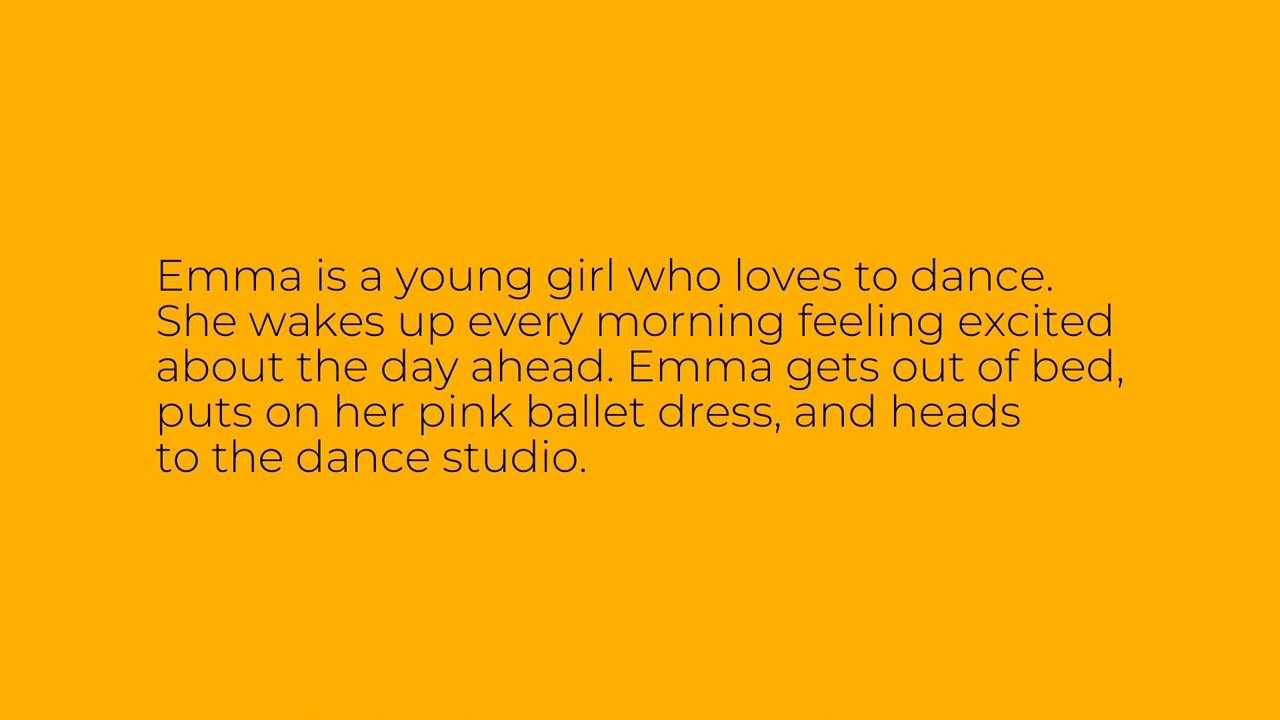 Emma is a young girl who loves to dance.
She wakes up every morning feeling excited
about the day ahead. Emma gets out of bed,
puts on her pink ballet dress, and heads
to the dance studio.